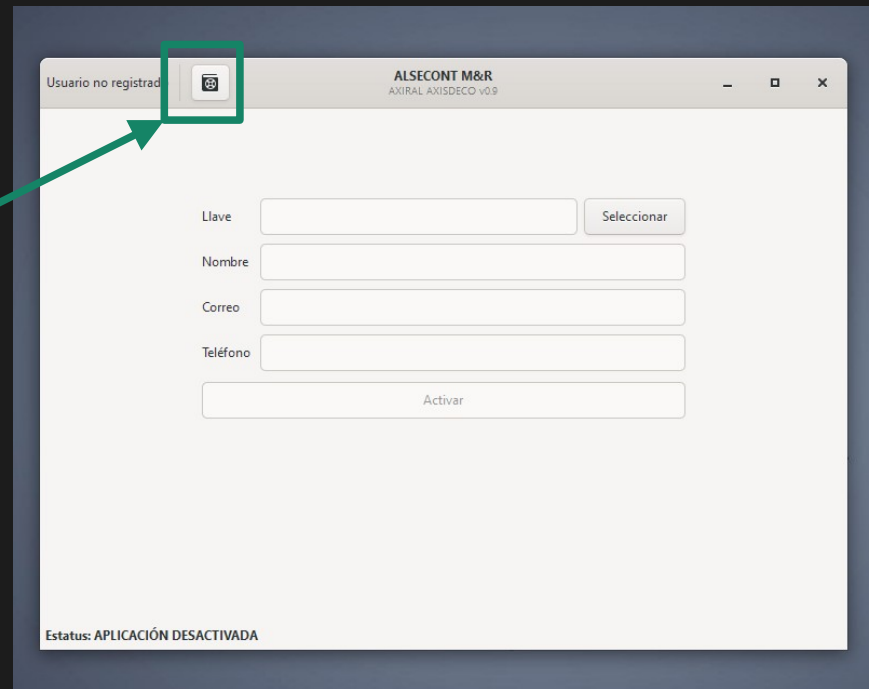 Usuario no registrad
ALSECONT M&R
AXIRAL AXISDECO v0.9
Llave
Seleccionar
Nombre
Correo
Teléfono
Activar
Estatus: APLICACIÓN DESACTIVADA